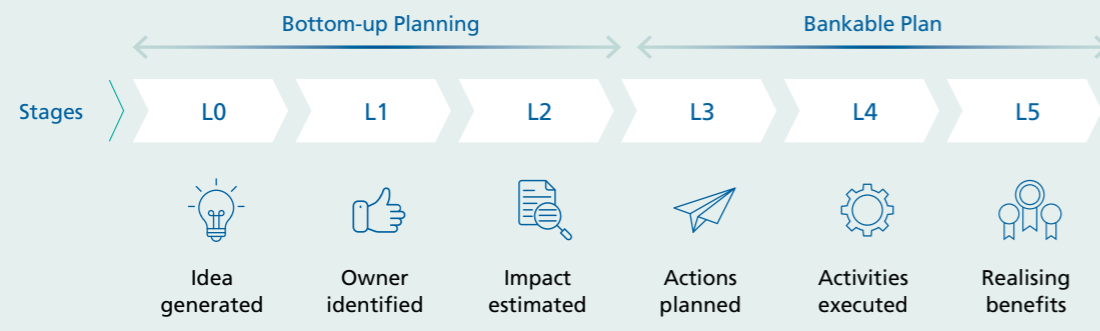 Bottom-up Planning
Bankable Plan
Stages
L0
L1
L2
L3
L4
L5
Idea
generated
Owner
identified
Impact
estimated
Actions
planned
Activities
executed
Realising
benefits